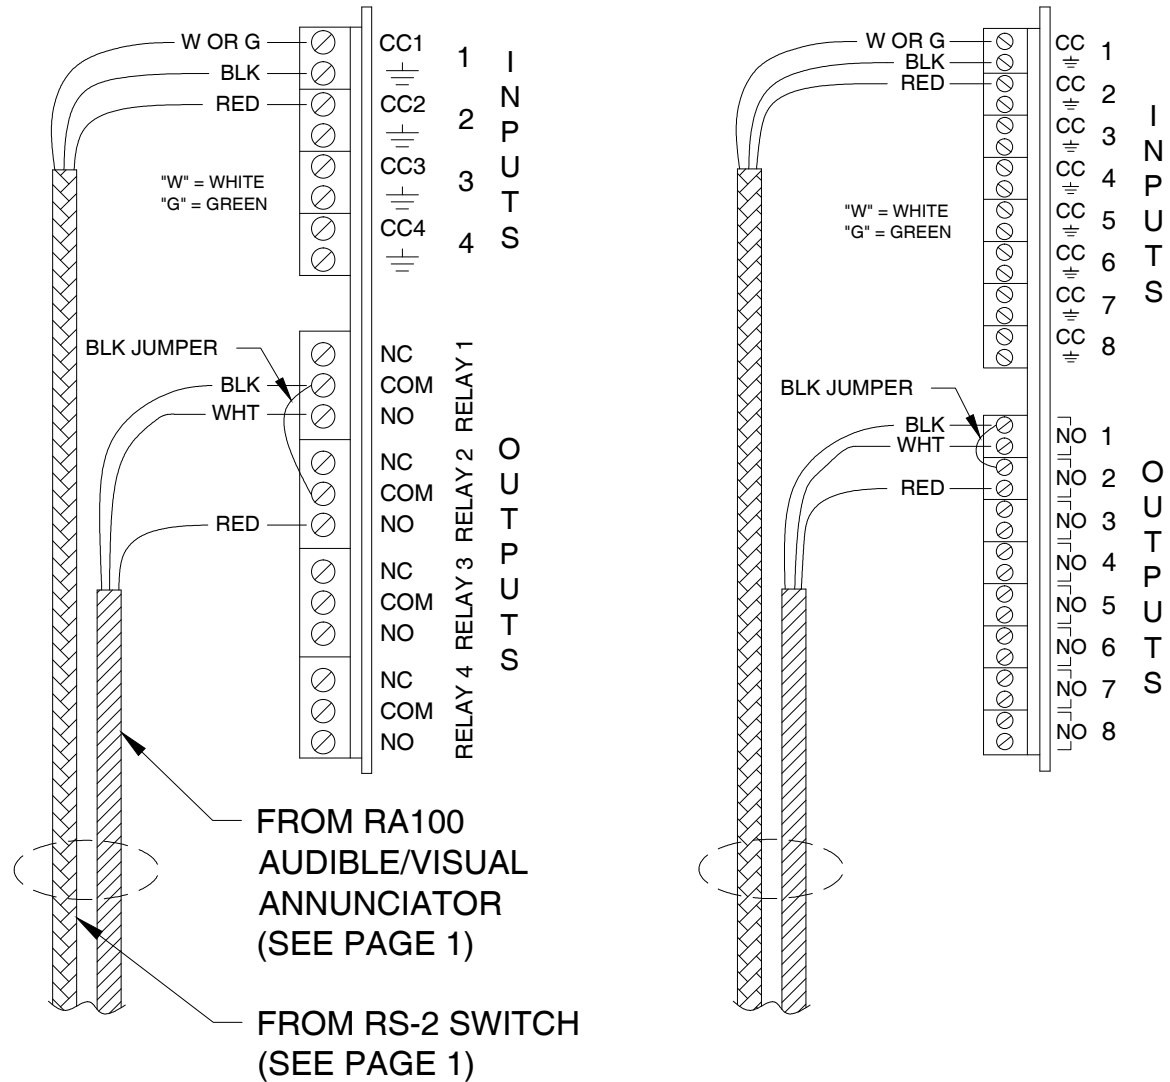 W OR G
BLK
RED
"W" = WHITE
"G" = GREEN
CC1
CC2
CC3
CC4
1
2
3
4
INPUTS
BLK JUMPER
BLK
WHT
RED
NC
COM
NO
RELAY 1
NC
COM
NO
RELAY 2
NC
COM
NO
RELAY 3
NC
COM
NO
RELAY 4
OUTPUTS
FROM RA100
AUDIBLE/VISUAL
ANNUNCIATOR
(SEE PAGE 1)
FROM RS-2 SWITCH
(SEE PAGE 1)
W OR G
BLK
RED
"W" = WHITE
"G" = GREEN
CC 1
CC 2
CC 3
CC 4
CC 5
CC 6
CC 7
CC 8
INPUTS
BLK JUMPER
BLK
WHT
RED
NO 1
NO 2
NO 3
NO 4
NO 5
NO 6
NO 7
NO 8
OUTPUTS